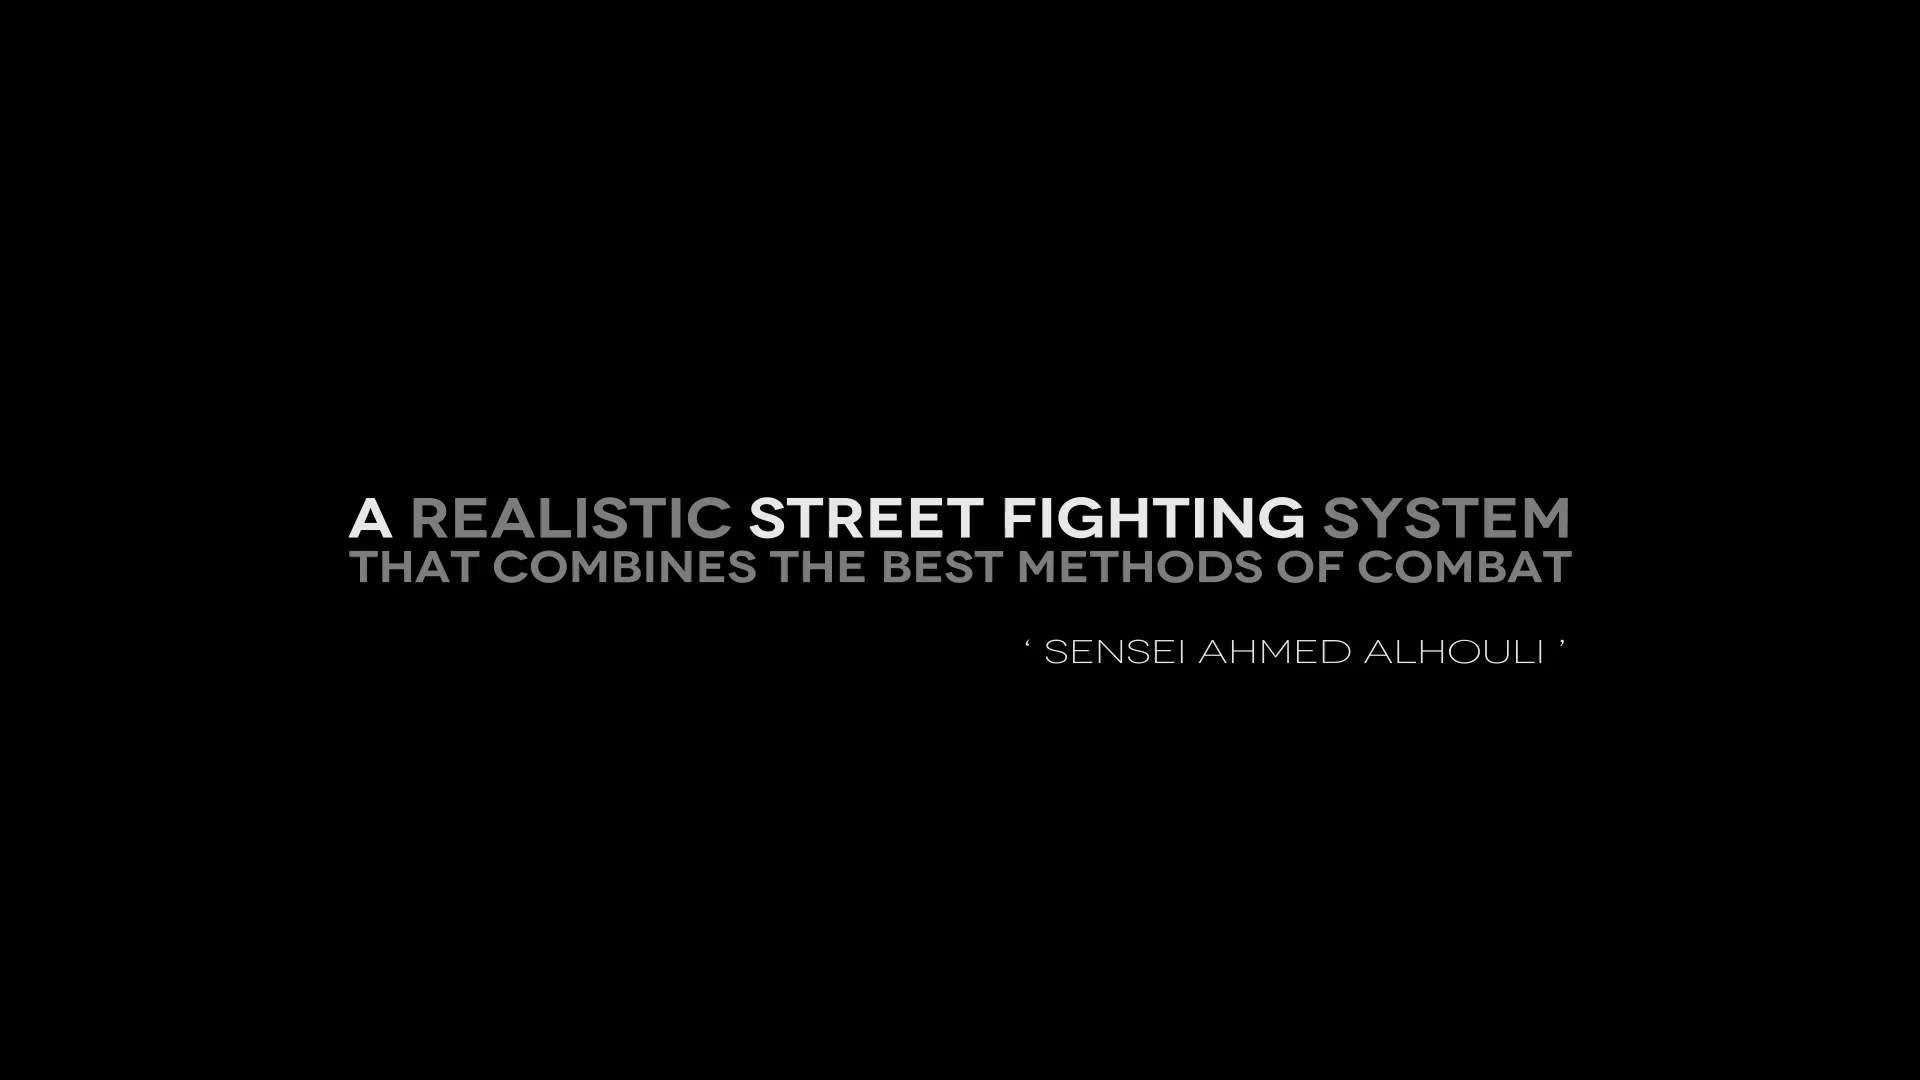 A REALISTIC STREET FIGHTING SYSTEM
THAT COMBINES THE BEST METHODS OF COMBAT
‘ SENSEI AHMED ALHOULI ’